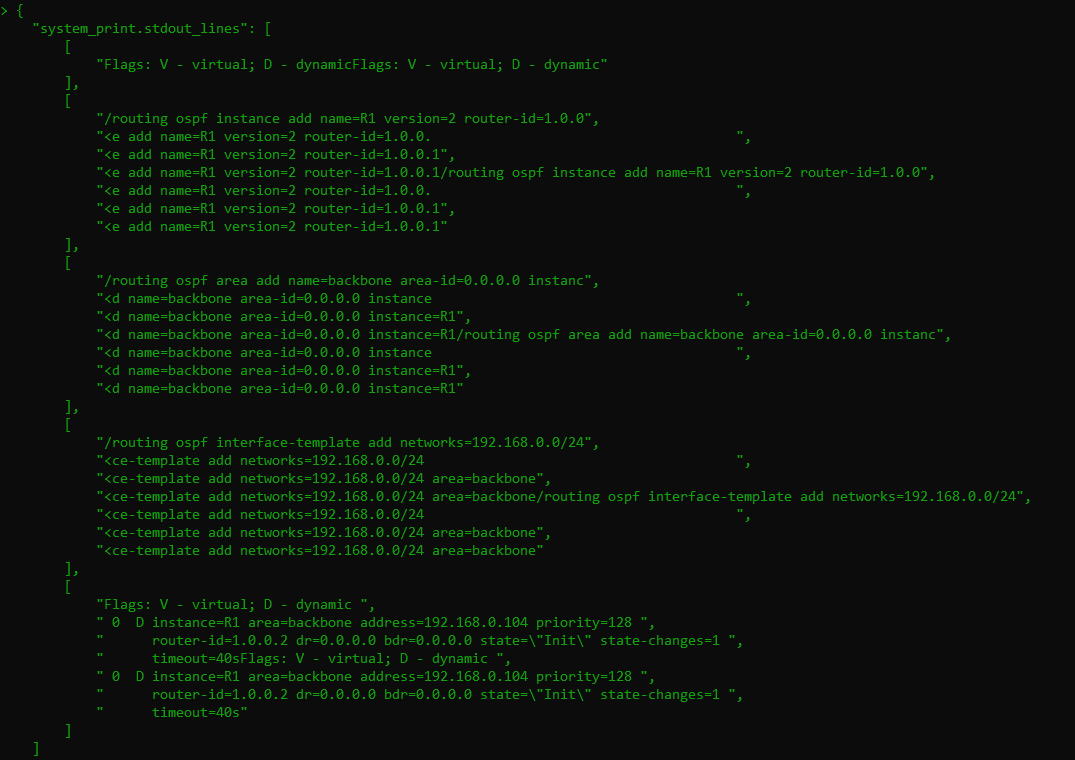 > {
    "system_print.stdout_lines": [
        [
            "Flags: V - virtual; D - dynamicFlags: V - virtual; D - dynamic"
        ],
        [
            "/routing ospf instance add name=R1 version=2 router-id=1.0.0",
            "<e add name=R1 version=2 router-id=1.0.0.                                      ",
            "<e add name=R1 version=2 router-id=1.0.0.1",
            "<e add name=R1 version=2 router-id=1.0.0.1/routing ospf instance add name=R1 version=2 router-id=1.0.0",
            "<e add name=R1 version=2 router-id=1.0.0.                                      ",
            "<e add name=R1 version=2 router-id=1.0.0.1",
            "<e add name=R1 version=2 router-id=1.0.0.1"
        ],
        [
            "/routing ospf area add name=backbone area-id=0.0.0.0 instanc",
            "<d name=backbone area-id=0.0.0.0 instance                                      ",
            "<d name=backbone area-id=0.0.0.0 instance=R1",
            "<d name=backbone area-id=0.0.0.0 instance=R1/routing ospf area add name=backbone area-id=0.0.0.0 instanc",
            "<d name=backbone area-id=0.0.0.0 instance                                      ",
            "<d name=backbone area-id=0.0.0.0 instance=R1",
            "<d name=backbone area-id=0.0.0.0 instance=R1"
        ],
        [
            "/routing ospf interface-template add networks=192.168.0.0/24",
            "<ce-template add networks=192.168.0.0/24                                       ",
            "<ce-template add networks=192.168.0.0/24 area=backbone",
            "<ce-template add networks=192.168.0.0/24 area=backbone/routing ospf interface-template add networks=192.168.0.0/24",
            "<ce-template add networks=192.168.0.0/24                                       ",
            "<ce-template add networks=192.168.0.0/24 area=backbone",
            "<ce-template add networks=192.168.0.0/24 area=backbone"
        ],
        [
            "Flags: V - virtual; D - dynamic ",
            " 0  D instance=R1 area=backbone address=192.168.0.104 priority=128 ",
            "      router-id=1.0.0.2 dr=0.0.0.0 bdr=0.0.0.0 state=\"Init\" state-changes=1 ",
            "      timeout=40sFlags: V - virtual; D - dynamic ",
            " 0  D instance=R1 area=backbone address=192.168.0.104 priority=128 ",
            "      router-id=1.0.0.2 dr=0.0.0.0 bdr=0.0.0.0 state=\"Init\" state-changes=1 ",
            "      timeout=40s"
        ]
    ]